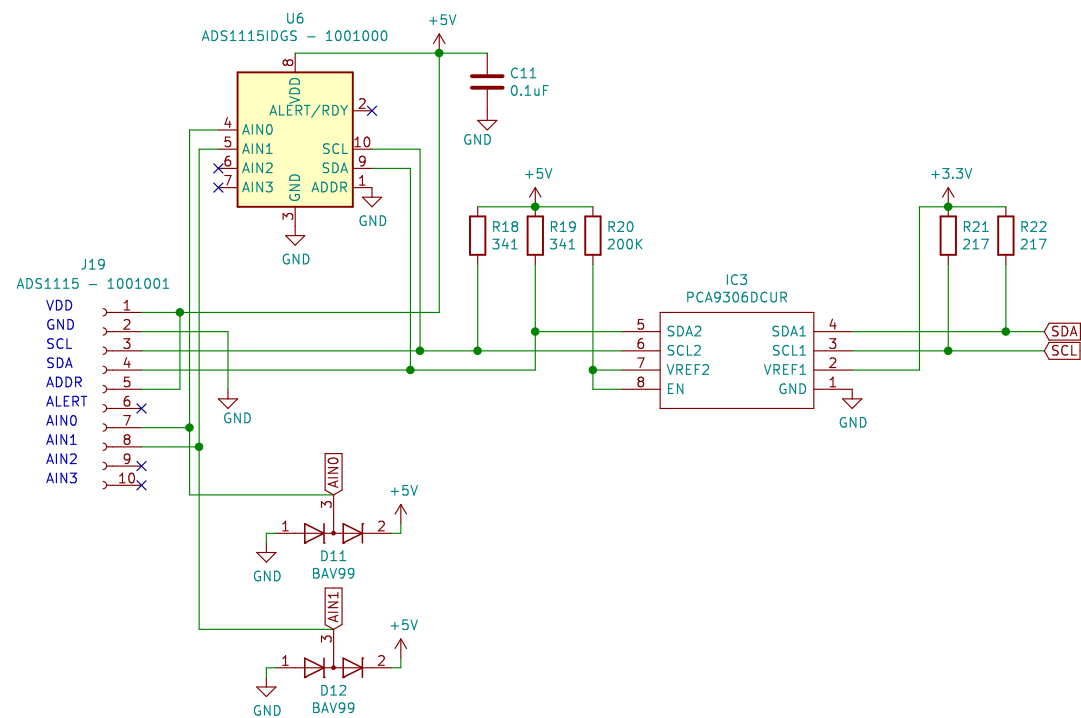 U6
ADS1115IDGS - 1001000
+5V
8
VDD
C11
0.1uF
ALERT/RDY
2
4
AIN0
GND
5
AIN1
SCL
10
6
AIN2
SDA
9
7
AIN3
GND
ADDR
1
3
GND
GND
+5V
+3.3V
R18
341
R19
341
R20
200K
R21
217
R22
217
J19
ADS1115 - 1001001
IC3
PCA9306DCUR
VDD
1
GND
2
SCL
3
SDA
4
ADDR
5
ALERT
6
AIN0
7
AIN1
8
AIN2
9
AIN3
10
GND
5
SDA2
SDA1
4
SDA
6
SCL2
SCL1
3
SCL
7
VREF2
VREF1
2
8
EN
GND
1
GND
AIN0
3
+5V
1
2
GND
D11
BAV99
AIN1
3
+5V
1
2
GND
D12
BAV99